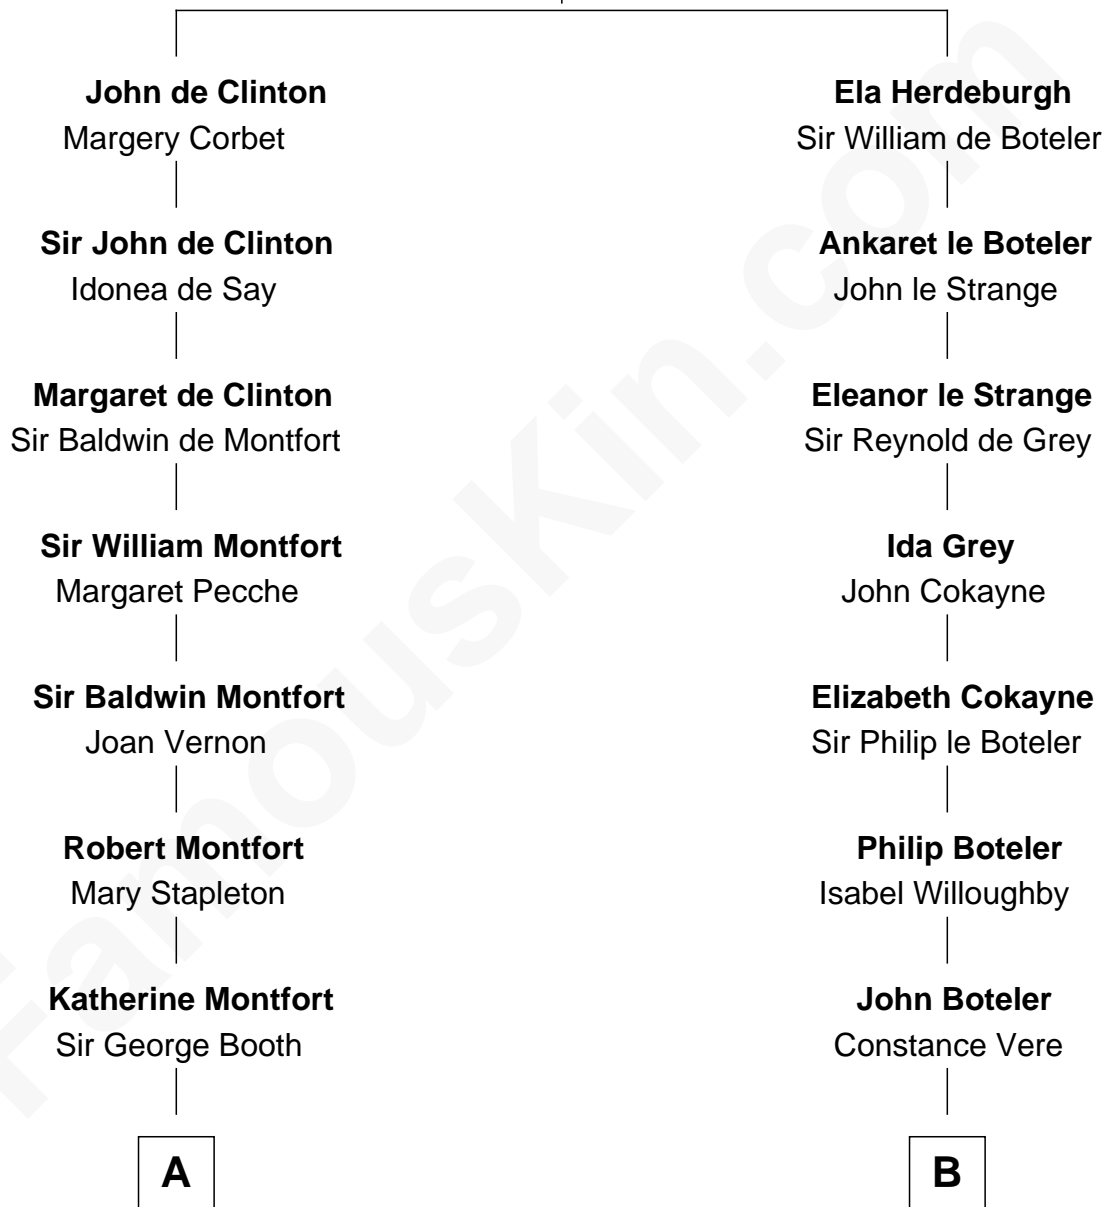 John de Clinton
Margery Corbet
Sir John de Clinton
Idonea de Say
Margaret de Clinton
Sir Baldwin de Montfort
Sir William Montfort
Margaret Pecche
Sir Baldwin Montfort
Joan Vernon
Robert Montfort
Mary Stapleton
Katherine Montfort
Sir George Booth
A
Ela Herdeburgh
Sir William de Boteler
Ankaret le Boteler
John le Strange
Eleanor le Strange
Sir Reynold de Grey
Ida Grey
John Cokayne
Elizabeth Cokayne
Sir Philip le Boteler
Philip Boteler
Isabel Willoughby
John Boteler
Constance Vere
B
FamousKin.com